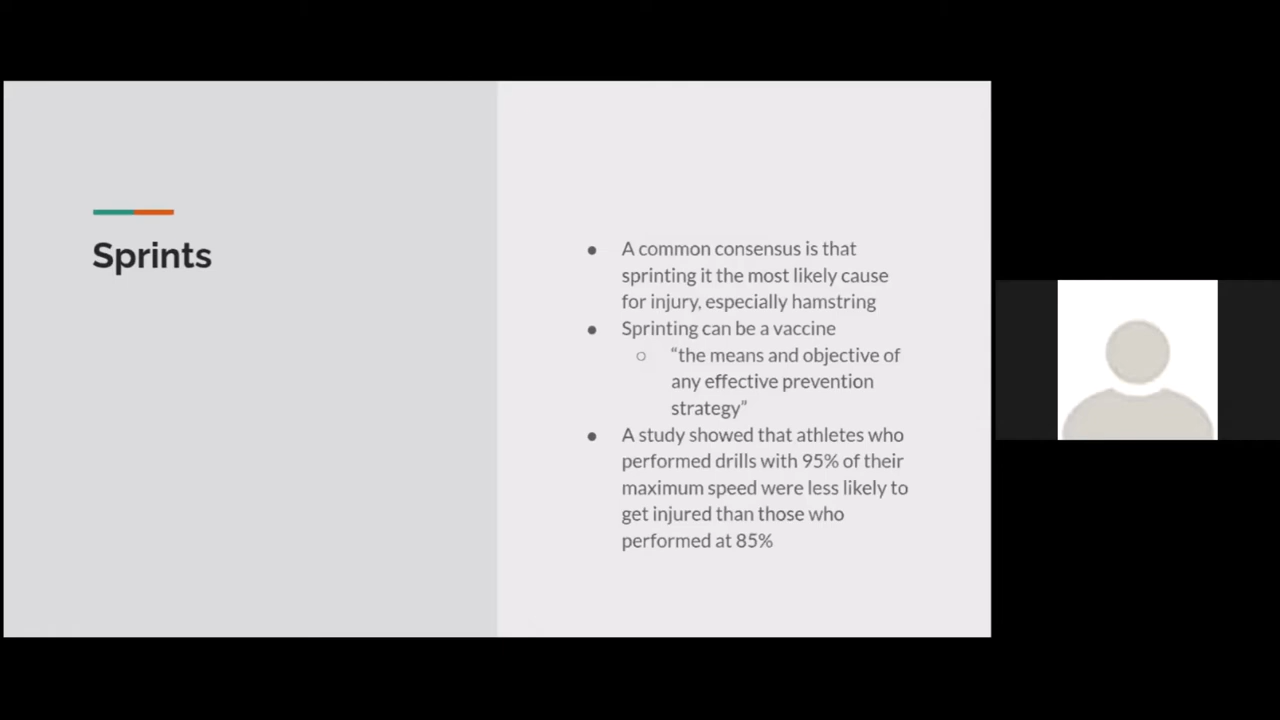 Sprints
● A common consensus is that
sprinting it the most likely cause
for injury, especially hamstring
● Sprinting can be a vaccine
○ “the means and objective of
any effective prevention
strategy”
● A study showed that athletes who
performed drills with 95% of their
maximum speed were less likely to
get injured than those who
performed at 85%